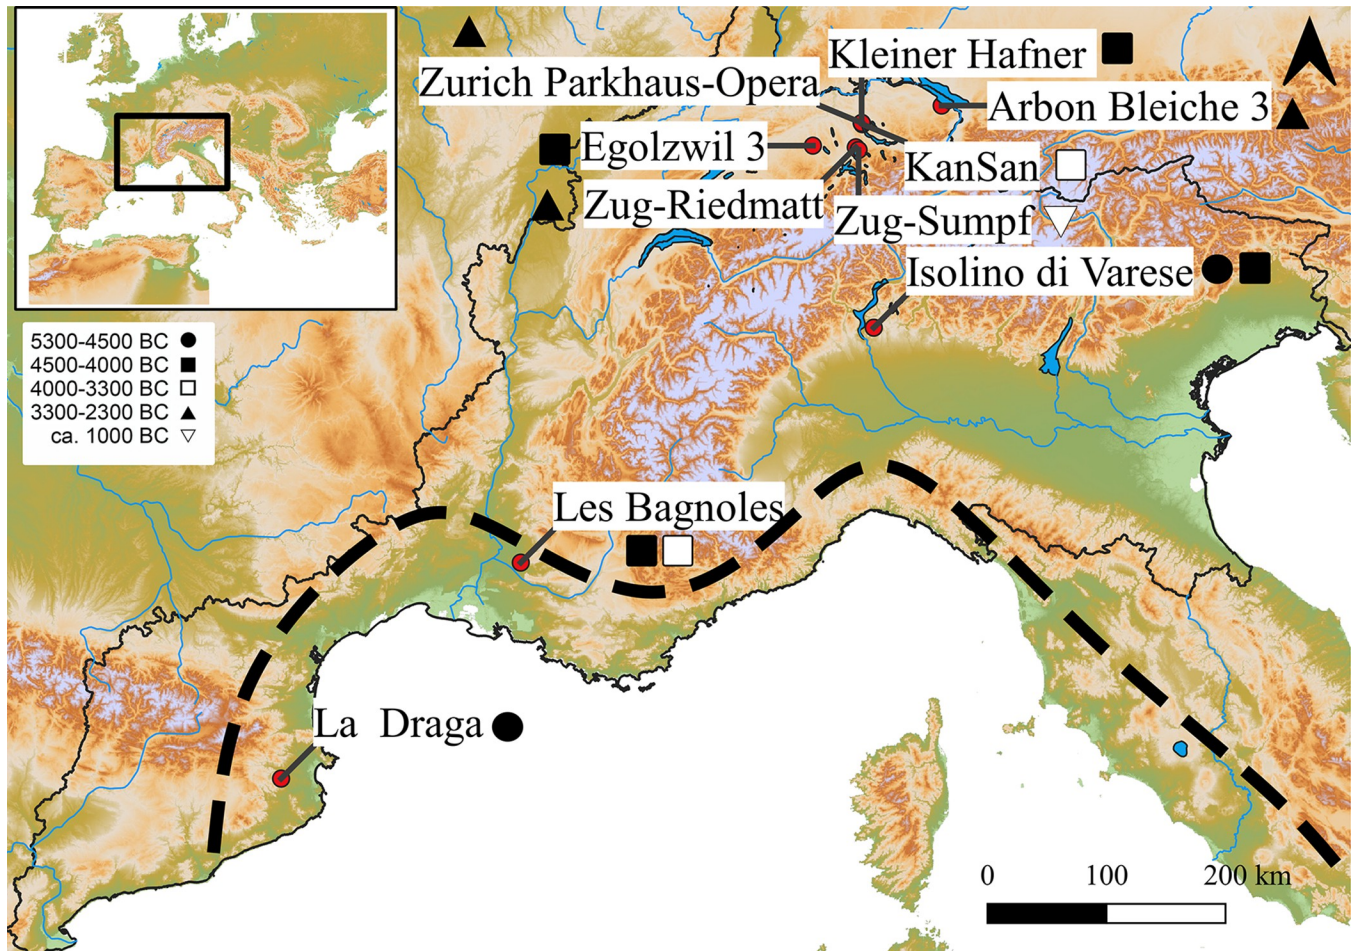 Kleiner Hafner
Zurich Parkhaus-Opera
Arbon Bleiche 3
Egolzwil 3
KanSan
Zug-Riedmatt
Zug-Sumpf
Isolino di Varese
5300-4500 BC
4500-4000 BC
4000-3300 BC
3300-2300 BC
ca. 1000 BC
Les Bagnoles
La Draga
0 100 200 km